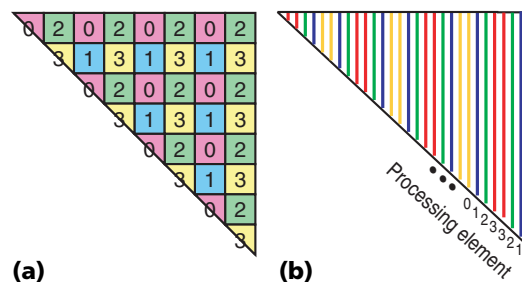 0 2 0 2 0 2 0 2
3 1 3 1 3 1 3
0 2 0 2 0 2
3 1 3 1 3
0 2 0 2
3 1 3
0 2
3
(a)
0 1 2 3 3 2 1
Processing element
(b)